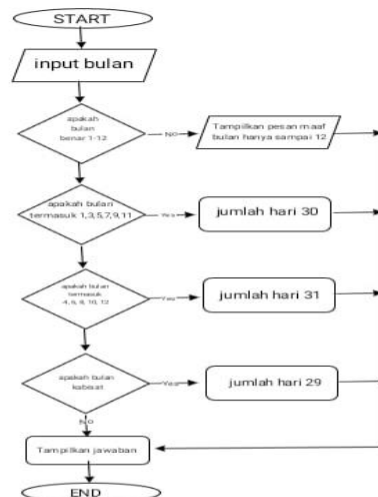 START
input bulan
apakah
bulan
benar 1-12
No
Tampilkan pesan maaf
bulan hanya sampai 12
apakah bulan
termasuk 1,3,5,7,9,11
Yes
jumlah hari 30
apakah bulan
termasuk
4, 6, 8, 10, 12
Yes
jumlah hari 31
apakah bulan
kabisat
Yes
jumlah hari 29
No
Tampilkan jawaban
END